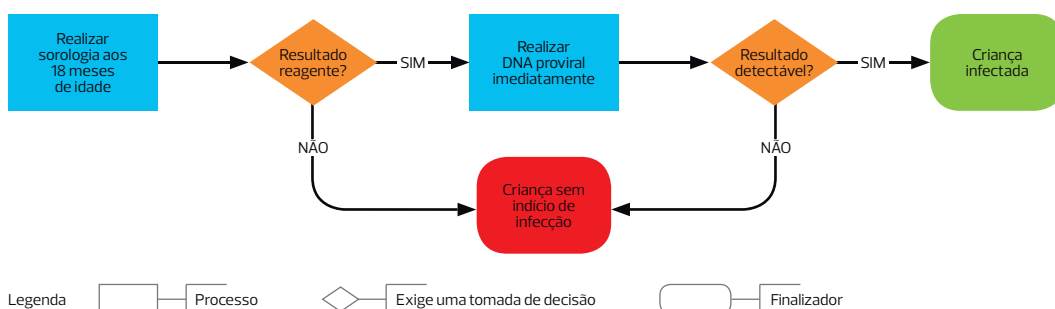 Realizar
sorologia aos
18 meses
de idade
Resultado
reagente?
SIM
Realizar
DNA proviral
imediatamente
Resultado
detectável?
SIM
Criança
infectada
NÃO
NÃO
Criança sem
indício de
infecção
Legenda
Processo
Exige uma tomada de decisão
Finalizador